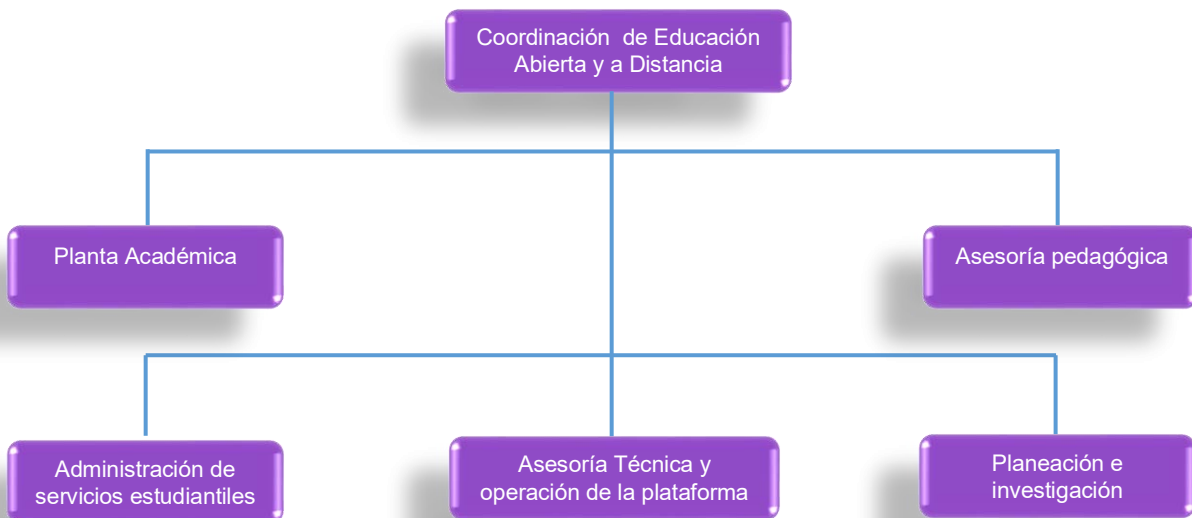 Coordinación de Educación
Abierta y a Distancia
Planta Académica
Asesoría pedagógica
Administración de
servicios estudiantiles
Asesoría Técnica y
operación de la plataforma
Planeación e
investigación